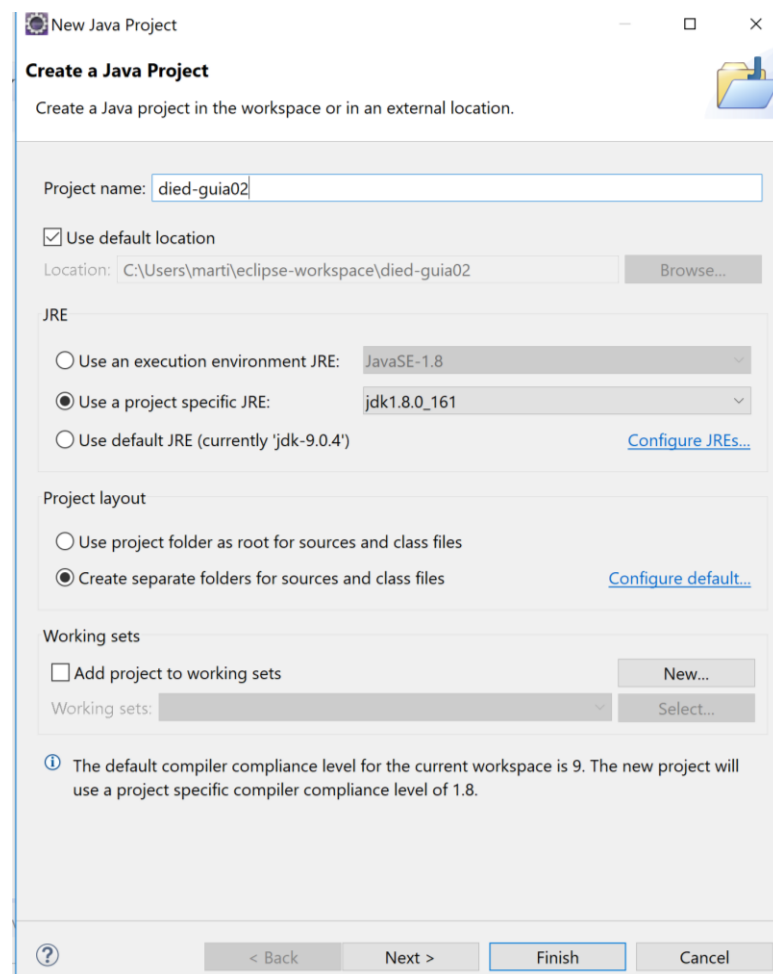 New Java Project
Create a Java Project
Create a Java project in the workspace or in an external location.
Project name: died-guia02
Use default location
Location: C:\Users\marti\eclipse-workspace\died-guia02 Browse...
JRE
Use an execution environment JRE: JavaSE-1.8
Use a project specific JRE: jdk1.8.0_161
Use default JRE (currently 'jdk-9.0.4') Configure JREs...
Project layout
Use project folder as root for sources and class files
Create separate folders for sources and class files Configure default...
Working sets
Add project to working sets New...
Working sets: Select...
The default compiler compliance level for the current workspace is 9. The new project will
use a project specific compiler compliance level of 1.8.
? < Back Next > Finish Cancel